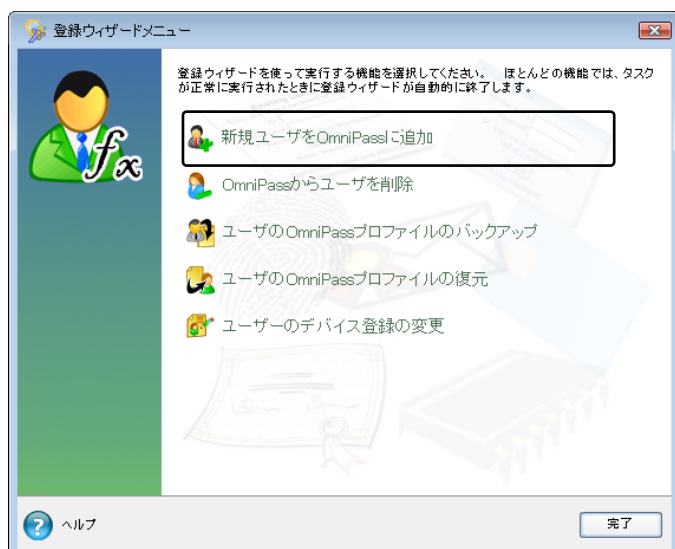 登録ウィザードメニュー
登録ウィザードを使って実行する機能を選択してください。 ほとんどの機能では、タスク
が正常に実行されたときに登録ウィザードが自動的に終了します。
新規ユーザをOmniPassに追加
OmniPassからユーザを削除
ユーザのOmniPassプロファイルのバックアップ
ユーザのOmniPassプロファイルの復元
ユーザーのデバイス登録の変更
fx
ヘルプ
完了